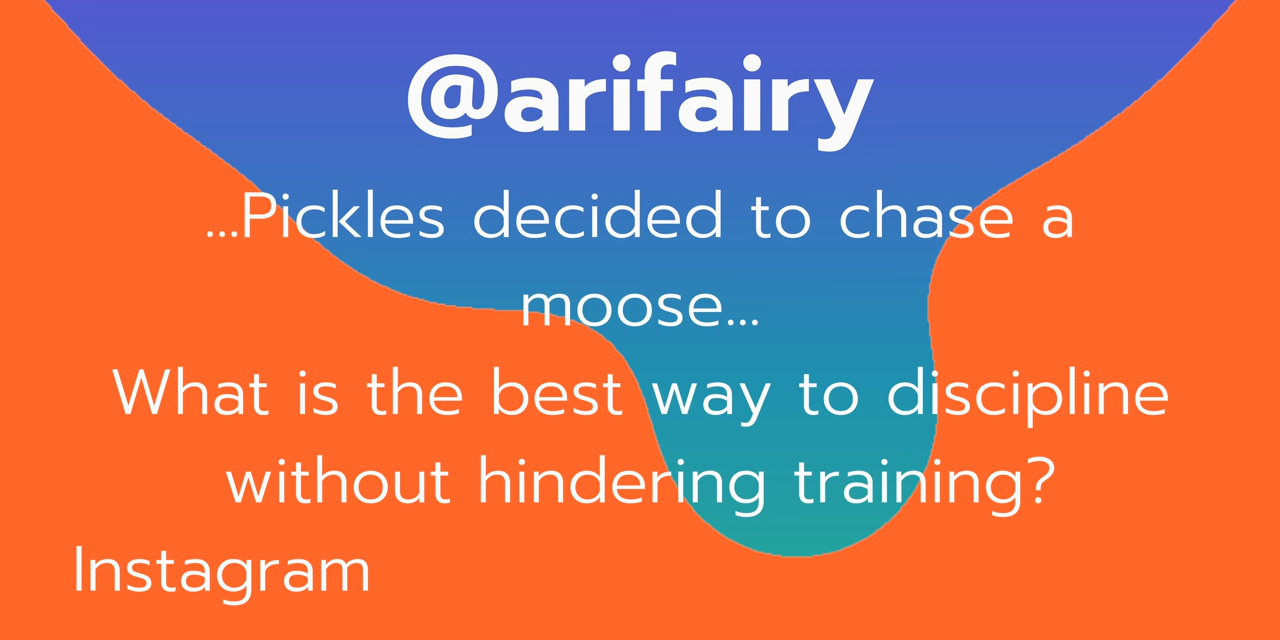 @arifairy
...Pickles decided to chase a
moose...
What is the best way to discipline
without hindering training?
Instagram